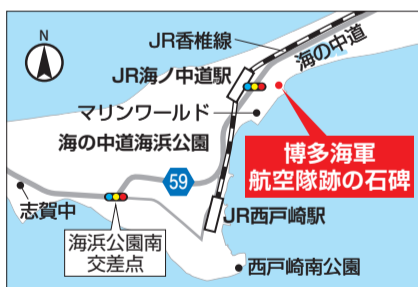 N
JR香椎線
海の中道
JR海ノ中道駅
マリンワールド
海の中道海浜公園
博多海軍
航空隊跡の石碑
59
志賀中
JR西戸崎駅
海浜公園南
交差点
西戸崎南公園